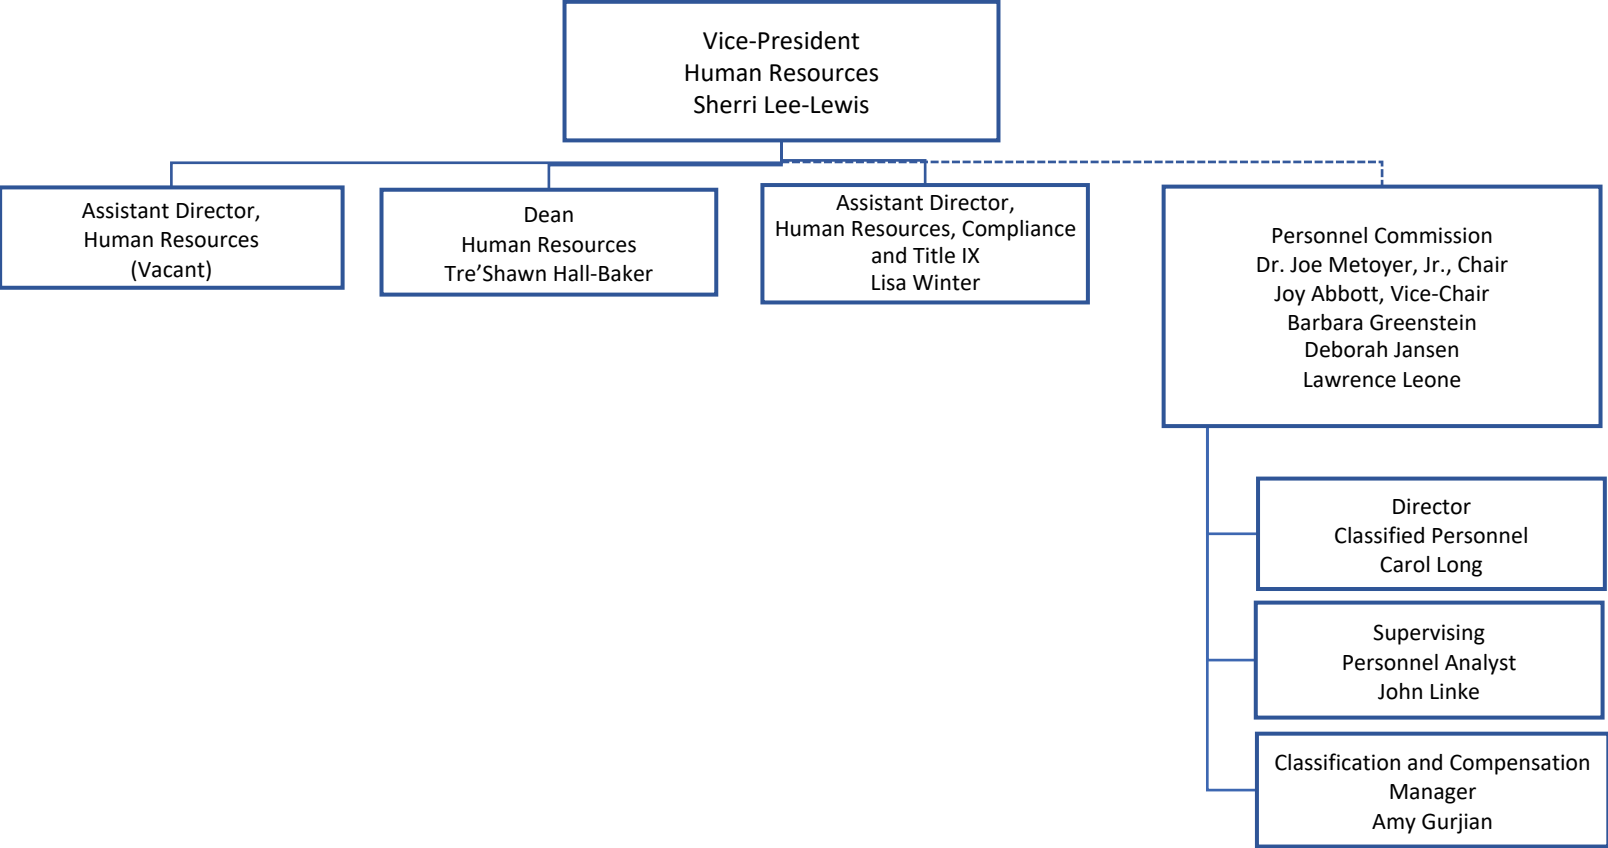 Vice-President
Human Resources
Sherri Lee-Lewis
Assistant Director,
Human Resources
(Vacant)
Dean
Human Resources
Tre’Shawn Hall-Baker
Assistant Director,
Human Resources, Compliance
and Title IX
Lisa Winter
Personnel Commission
Dr. Joe Metoyer, Jr., Chair
Joy Abbott, Vice-Chair
Barbara Greenstein
Deborah Jansen
Lawrence Leone
Director
Classified Personnel
Carol Long
Supervising
Personnel Analyst
John Linke
Classification and Compensation
Manager
Amy Gurjian